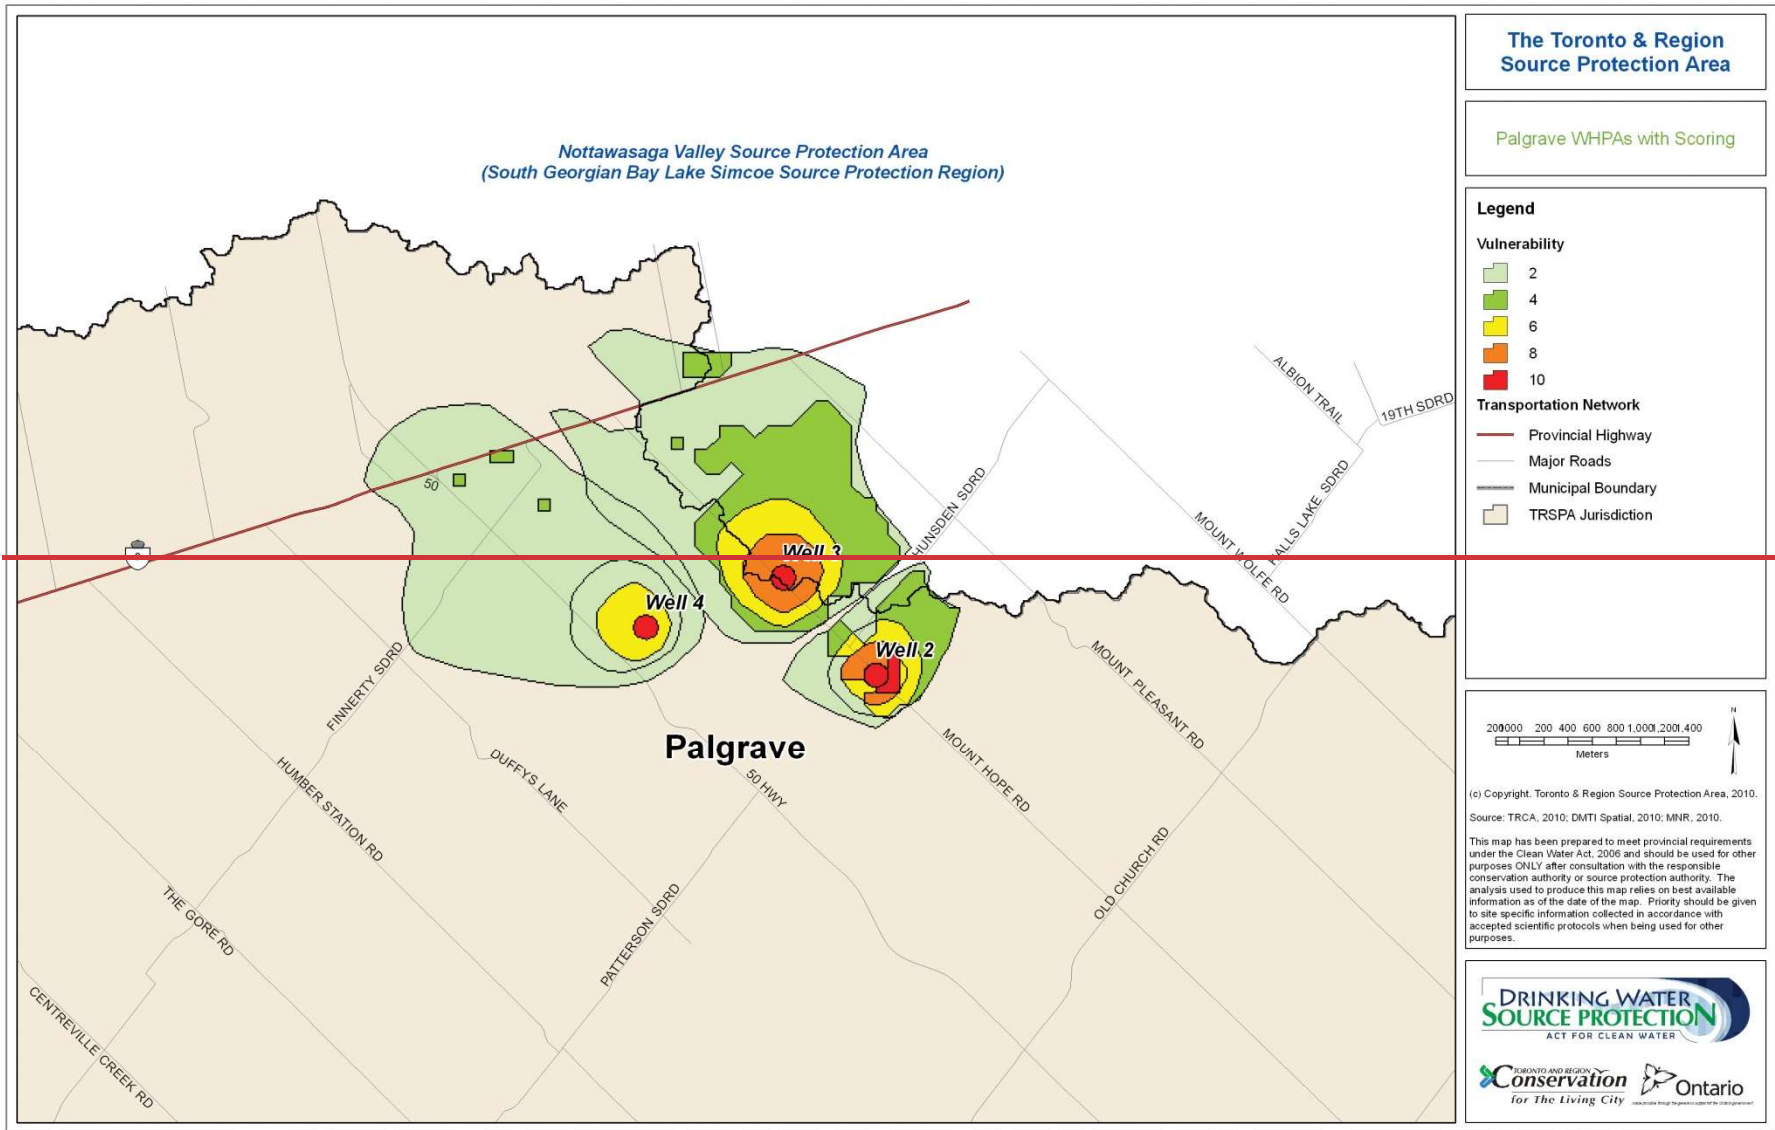 The Toronto & Region
Source Protection Area
Palgrave WHPAs with Scoring
Nottawasaga Valley Source Protection Area
(South Georgian Bay Lake Simcoe Source Protection Region)
Legend
Vulnerability
2
4
6
8
10
Transportation Network
Provincial Highway
Major Roads
Municipal Boundary
TRSPA Jurisdiction
ALBION TRAIL
19TH SDRD
50
HUNSDEN SDRD
MOUNT WOLFE RD
FALLS LAKE SDRD
Well 3
Well 4
Well 2
FINNERTY SDRD
MOUNT PLEASANT RD
Palgrave
HUMBER STATION RD
DUFFYS LANE
50 HWY
MOUNT HOPE RD
THE GORE RD
PATTERSON SDRD
OLD CHURCH RD
CENTREVILLE CREEK RD
N
200 400 600 800 1,000 1,200 1,400
Meters
(c) Copyright. Toronto & Region Source Protection Area, 2010.
Source: TRCA, 2010; DMTI Spatial, 2010; MNR, 2010.
This map has been prepared to meet provincial requirements
under the Clean Water Act, 2006 and should be used for other
purposes ONLY after consultation with the responsible
conservation authority or source protection authority. The
analysis used to produce this map relies on best available
information as of the date of the map. Priority should be given
to site specific information collected in accordance with
accepted scientific protocols when being used for other
purposes.
DRINKING WATER
SOURCE PROTECTION
ACT FOR CLEAN WATER
TORONTO AND REGION
Conservation
for The Living City
Ontario